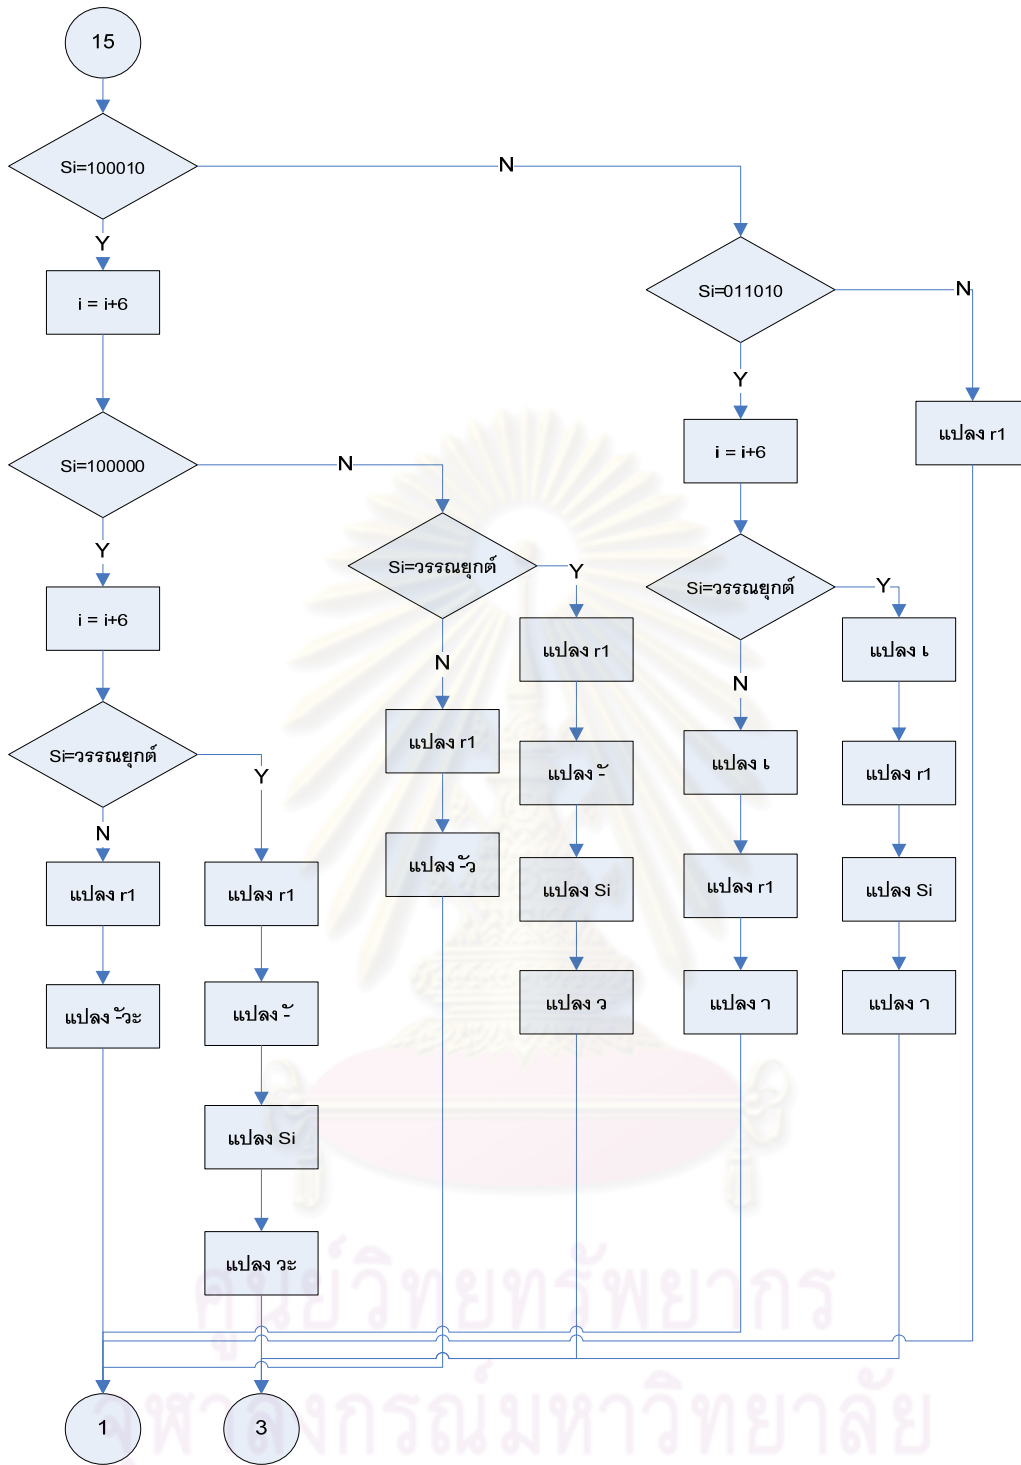 15
Si=100010
N
Y
i = i+6
Si=011010
N
Y
แปลง r1
i = i+6
Si=100000
N
Y
Si=วรรณยุกต์
Y
Si=วรรณยุกต์
Y
i = i+6
แปลง r1
แปลง เ
N
N
แปลง r1
Si=วรรณยุกต์
Y
แปลง -ั
แปลง เ
แปลง r1
N
แปลง -ัว
แปลง r1
แปลง r1
แปลง Si
แปลง r1
แปลง Si
แปลง -ัวะ
แปลง -ั
แปลง ว
แปลง า
แปลง า
แปลง Si
แปลง วะ
ศูนย์วิทยทรัพยากร
จุฬาลงกรณ์มหาวิทยาลัย
1
3